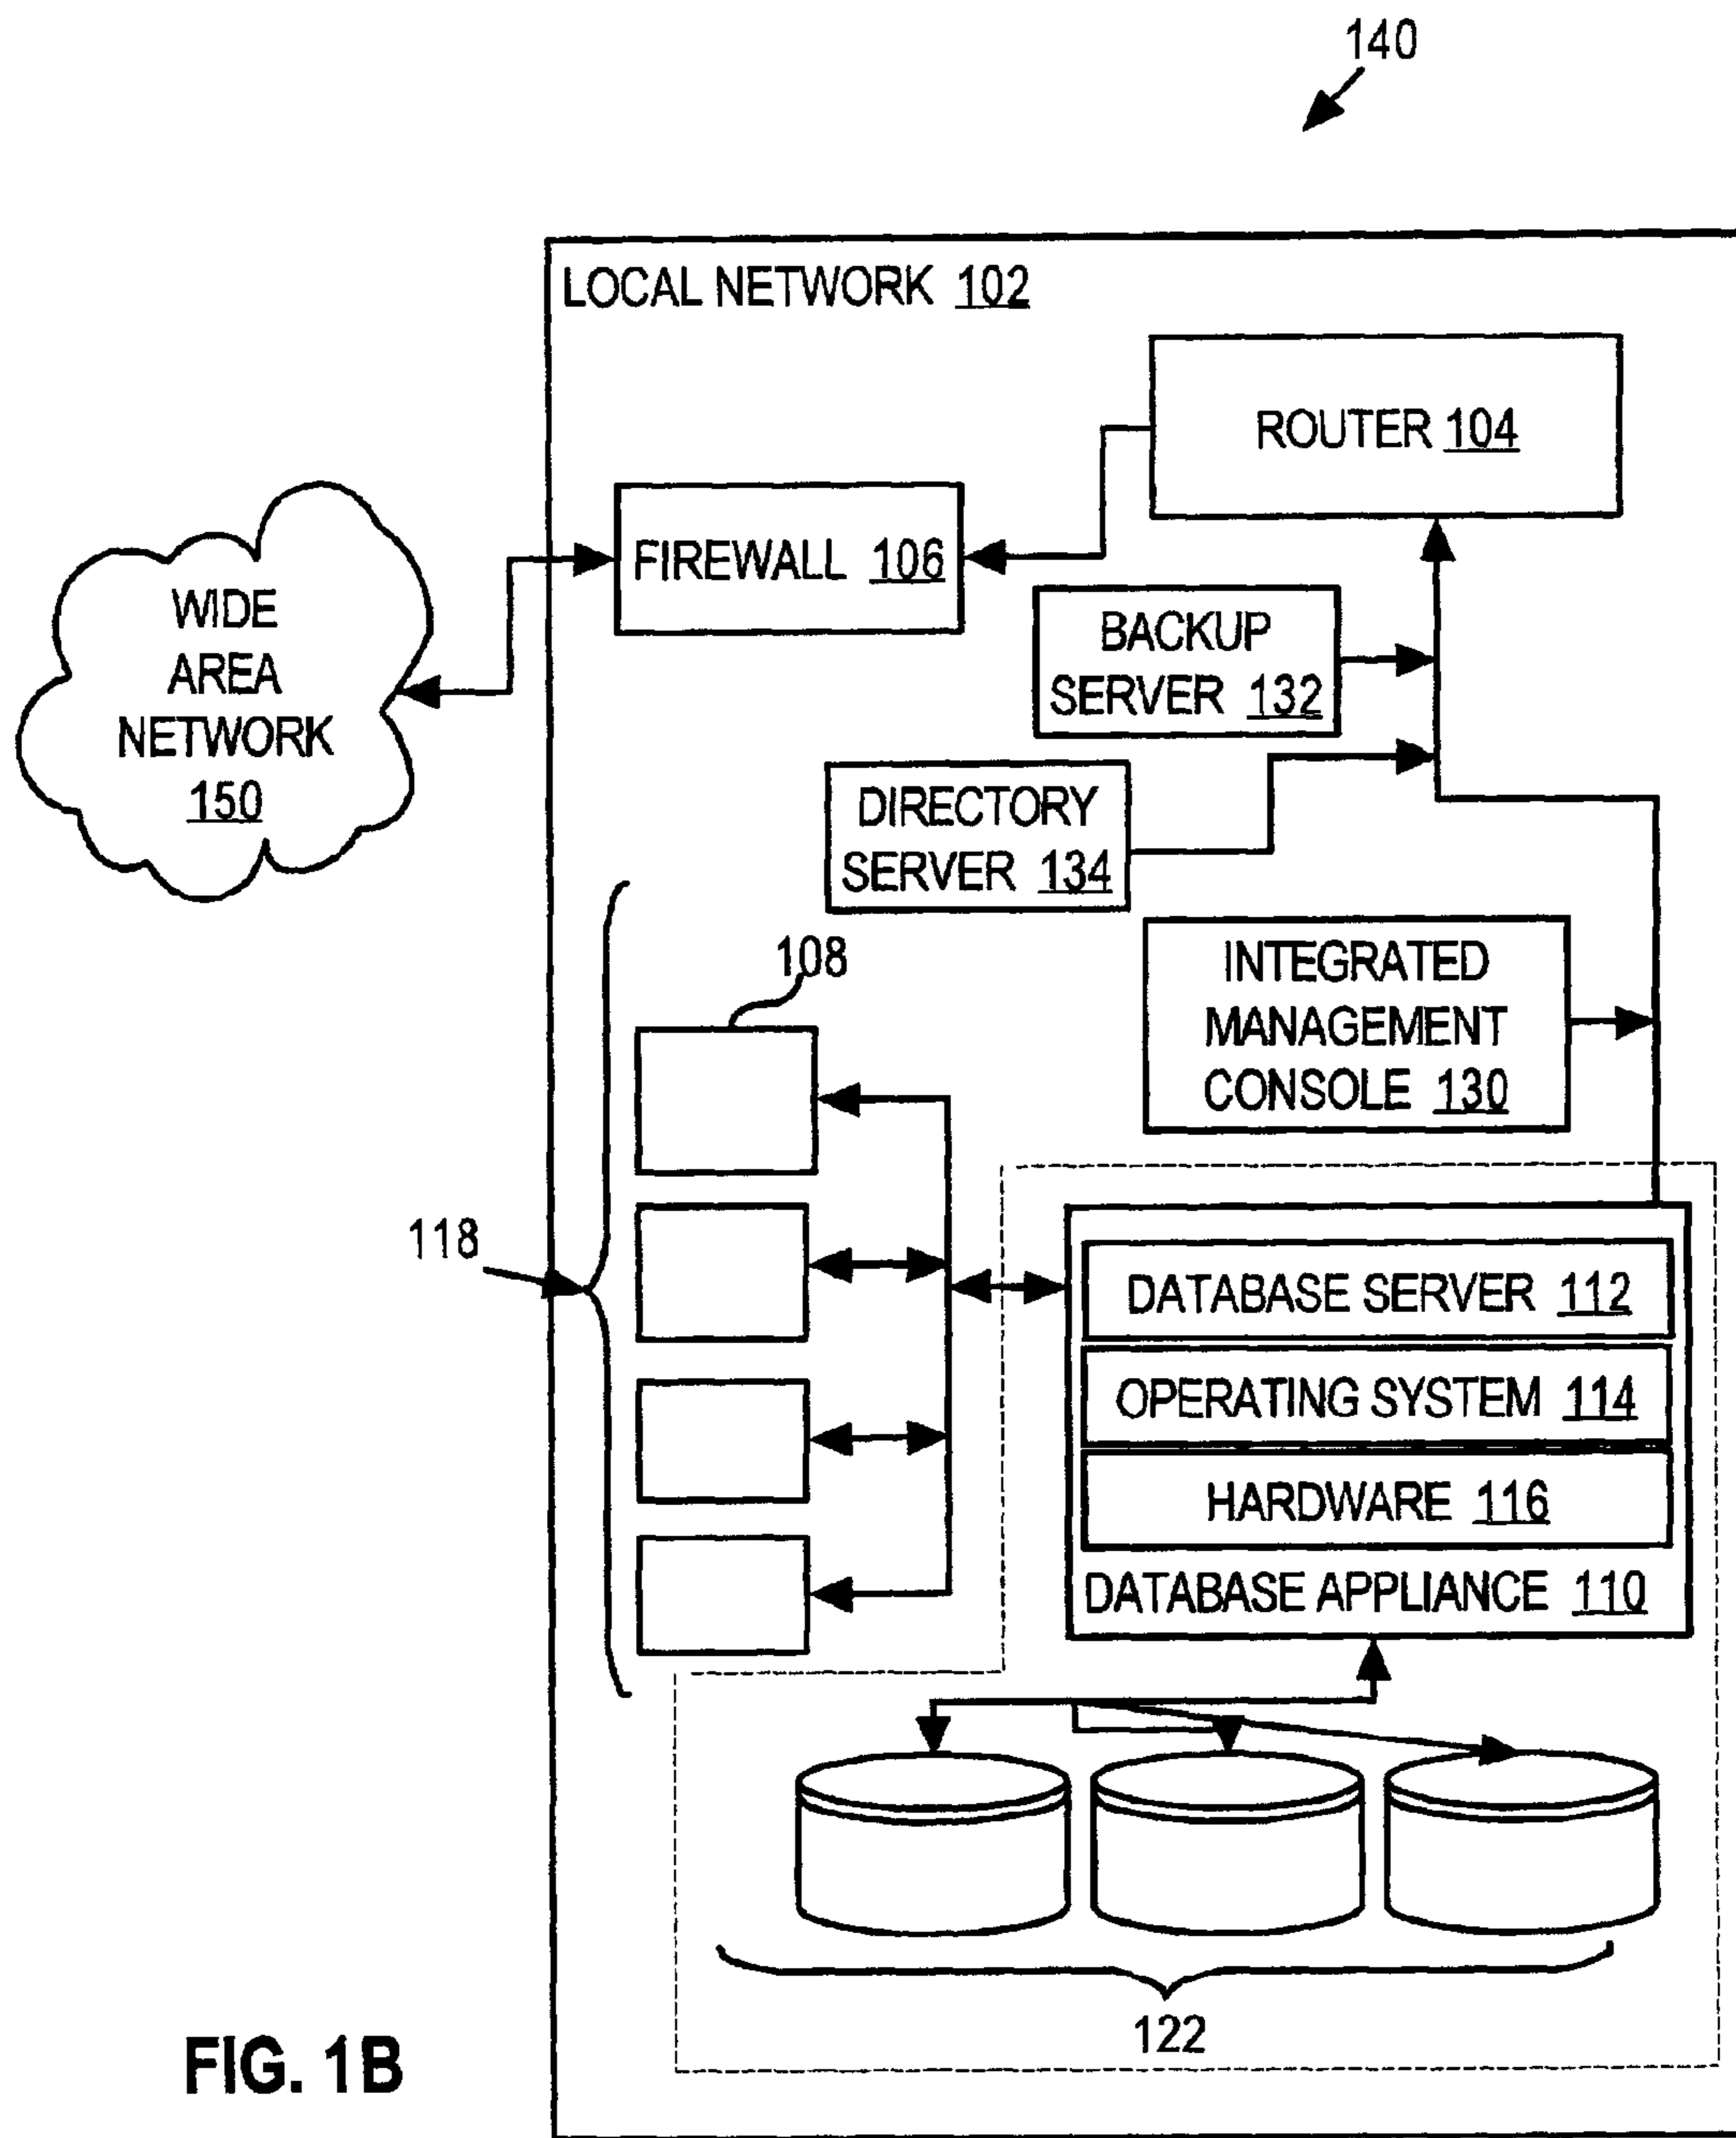 140
LOCAL NETWORK 102
ROUTER 104
FIREWALL 106
WIDE
AREA
NETWORK
150
BACKUP
SERVER 132
DIRECTORY
SERVER 134
INTEGRATED
MANAGEMENT
CONSOLE 130
108
118
DATABASE SERVER 112
OPERATING SYSTEM 114
HARDWARE 116
DATABASE APPLIANCE 110
122
FIG. 1B